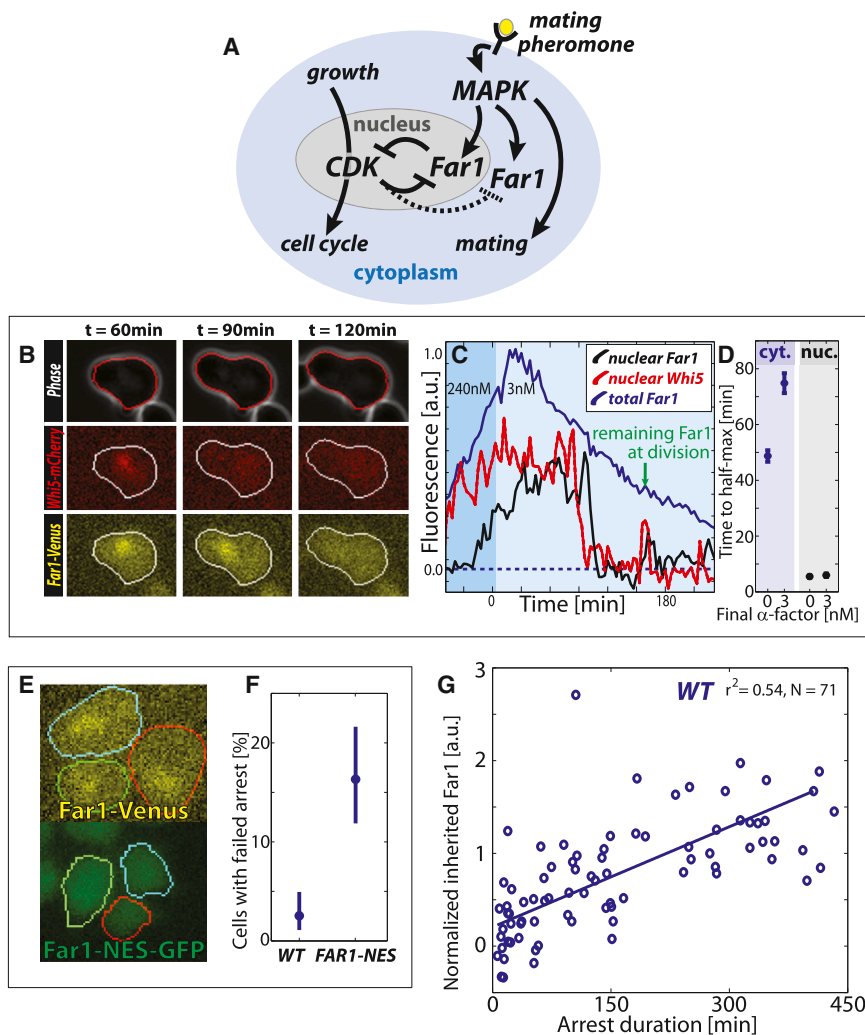 A
mating
pheromone
growth
MAPK
nucleus
CDK
Far1
Far1
cell cycle
mating
cytoplasm
B
t = 60min
t = 90min
t = 120min
Phase
Whi5-mCherry
Far1-Venus
C
Fluorescence [a.u.]
1.0
0.0
240nM
3nM
nuclear Far1
nuclear Whi5
total Far1
remaining Far1
at division
0
180
Time [min]
D
cyt.
nuc.
Time to half-max [min]
80
60
40
20
0
0
3
0
3
Final α-factor [nM]
E
Far1-Venus
Far1-NES-GFP
F
Cells with failed arrest [%]
20
10
0
WT
FAR1-NES
G
WT
r²= 0.54, N = 71
Normalized inherited Far1 [a.u.]
3
2
1
0
0
150
300
450
Arrest duration [min]